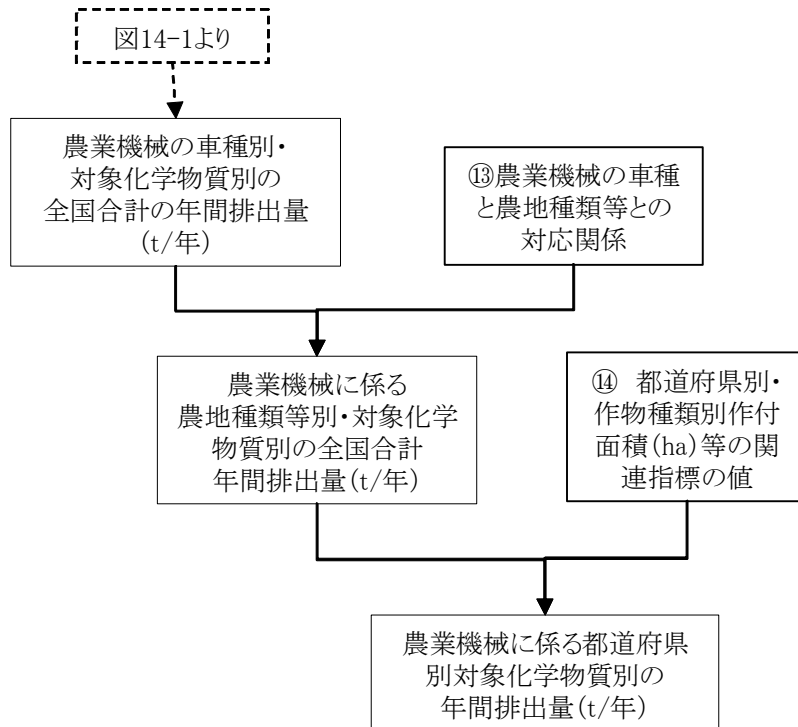 図14-1より
農業機械の車種別・
対象化学物質別の
全国合計の年間排出量
(t/年)
⑬農業機械の車種
と農地種類等との
対応関係
農業機械に係る
農地種類等別・対象化学
物質別の全国合計
年間排出量(t/年)
⑭ 都道府県別・
作物種類別作付
面積(ha)等の関
連指標の値
農業機械に係る都道府県
別対象化学物質別の
年間排出量(t/年)